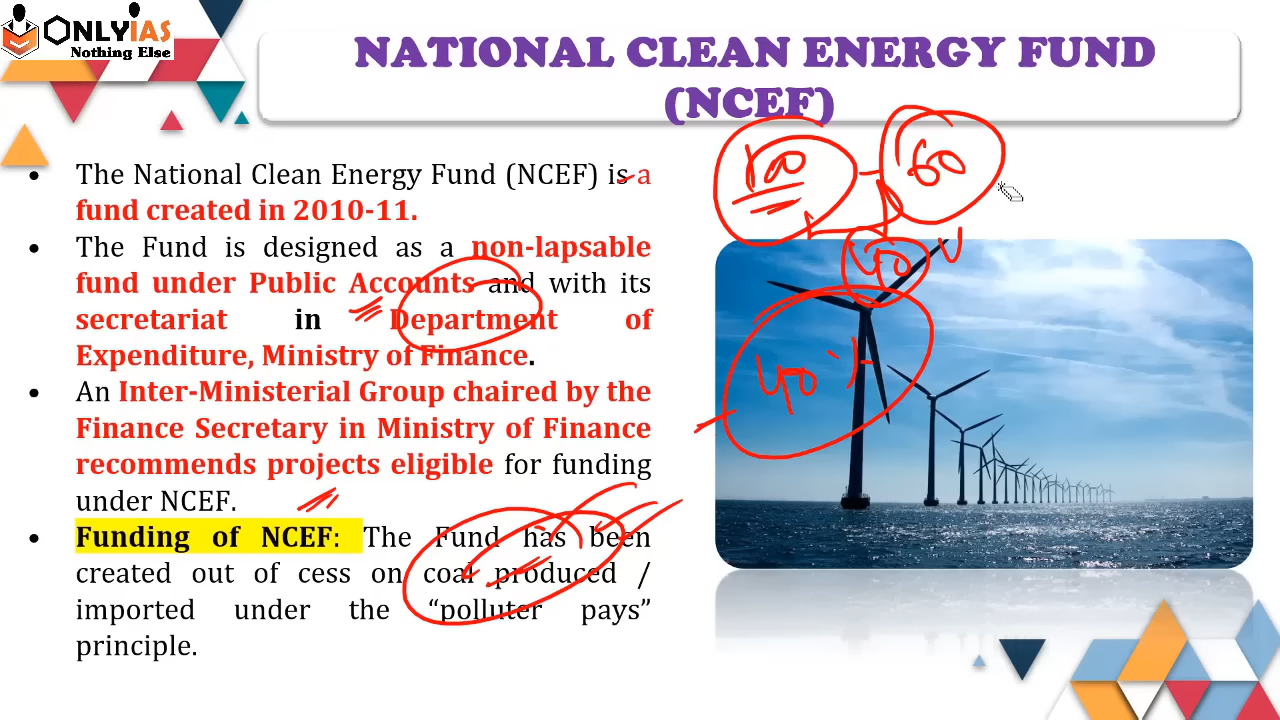 ONLYIAS
Nothing Else
NATIONAL CLEAN ENERGY FUND
(NCEF)
• The National Clean Energy Fund (NCEF) is a
fund created in 2010-11.
• The Fund is designed as a non-lapsable
fund under Public Accounts and with its
secretariat in Department of
Expenditure, Ministry of Finance.
• An Inter-Ministerial Group chaired by the
Finance Secretary in Ministry of Finance
recommends projects eligible for funding
under NCEF.
• Funding of NCEF: The Fund has been
created out of cess on coal produced /
imported under the “polluter pays”
principle.
100 - 60
40
40%